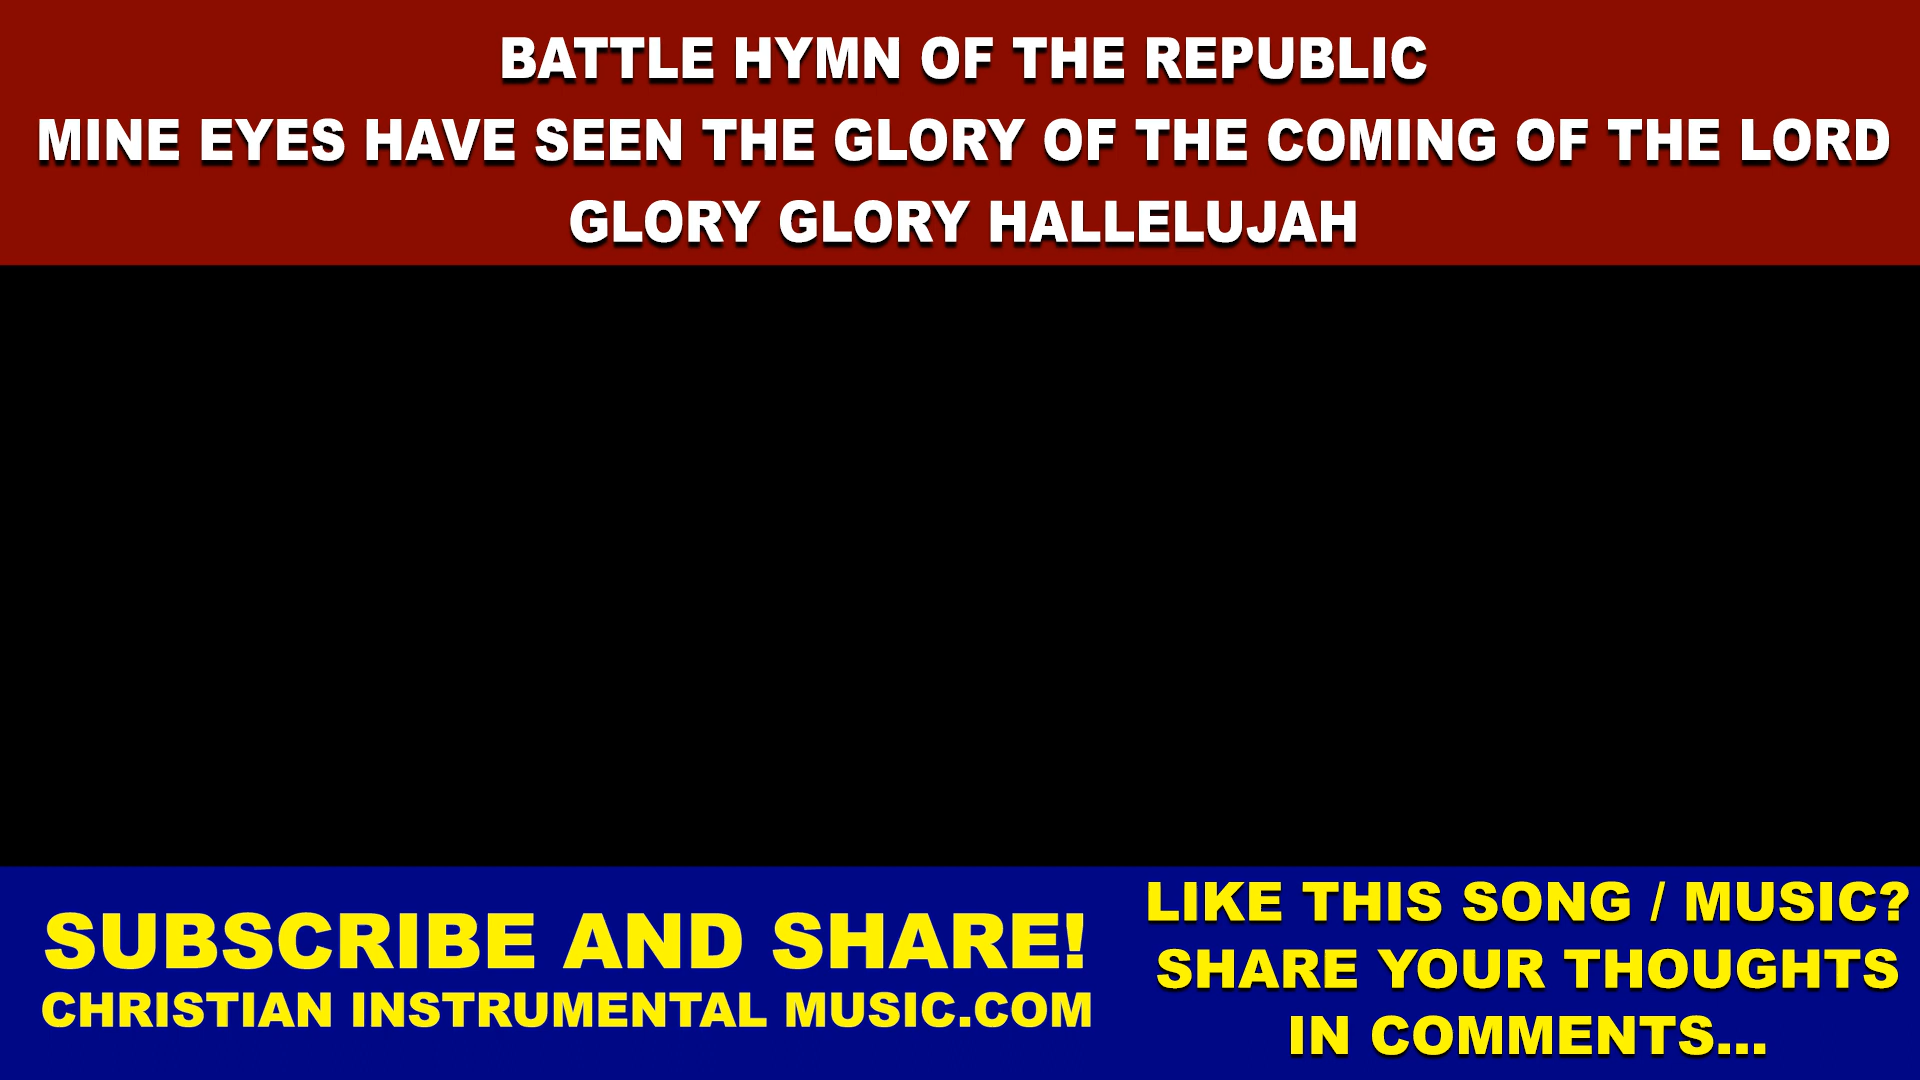 BATTLE HYMN OF THE REPUBLIC
MINE EYES HAVE SEEN THE GLORY OF THE COMING OF THE LORD
GLORY GLORY HALLELUJAH
SUBSCRIBE AND SHARE!
CHRISTIAN INSTRUMENTAL MUSIC.COM
LIKE THIS SONG / MUSIC?
SHARE YOUR THOUGHTS
IN COMMENTS...